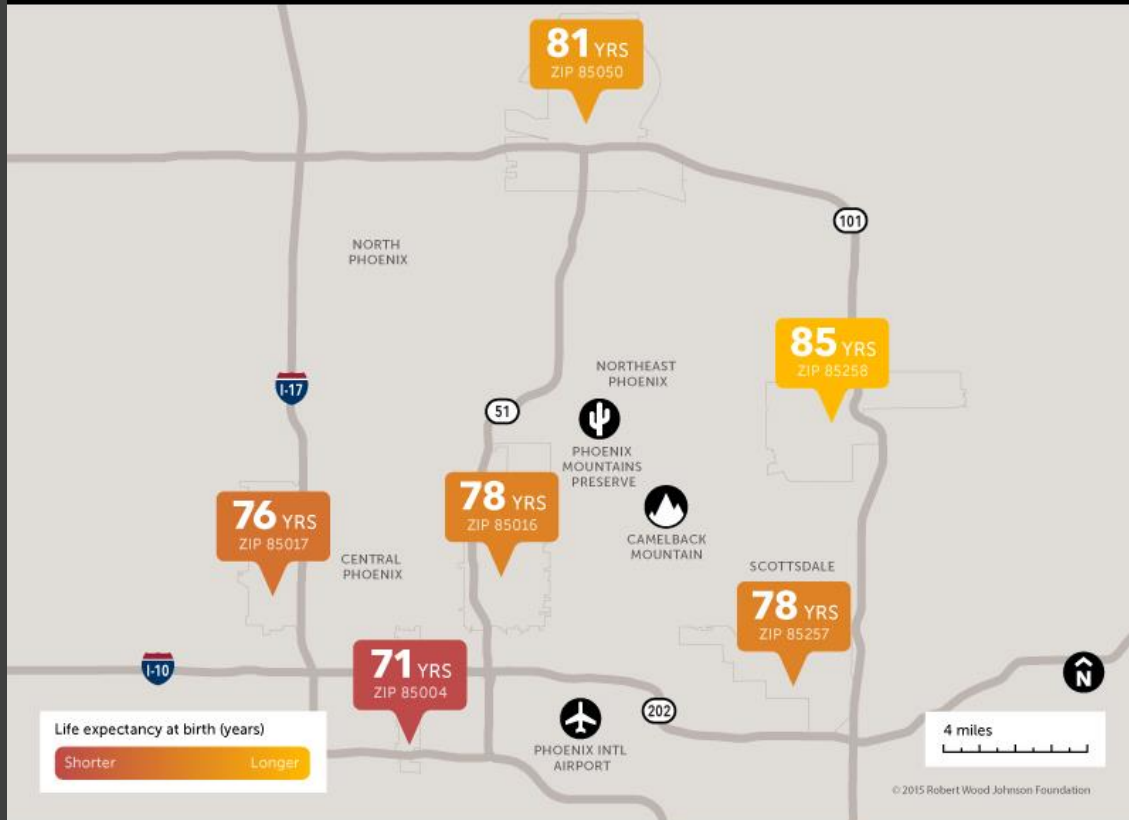 81 YRS
ZIP 85050
101
NORTH
PHOENIX
85 YRS
ZIP 85258
NORTHEAST
PHOENIX
I-17
51
PHOENIX
MOUNTAINS
PRESERVE
76 YRS
ZIP 85017
78 YRS
ZIP 85016
CAMELBACK
MOUNTAIN
CENTRAL
PHOENIX
SCOTTSDALE
78 YRS
ZIP 85257
71 YRS
ZIP 85004
I-10
N
202
PHOENIX INTL
AIRPORT
Life expectancy at birth (years)
Shorter Longer
4 miles
© 2015 Robert Wood Johnson Foundation